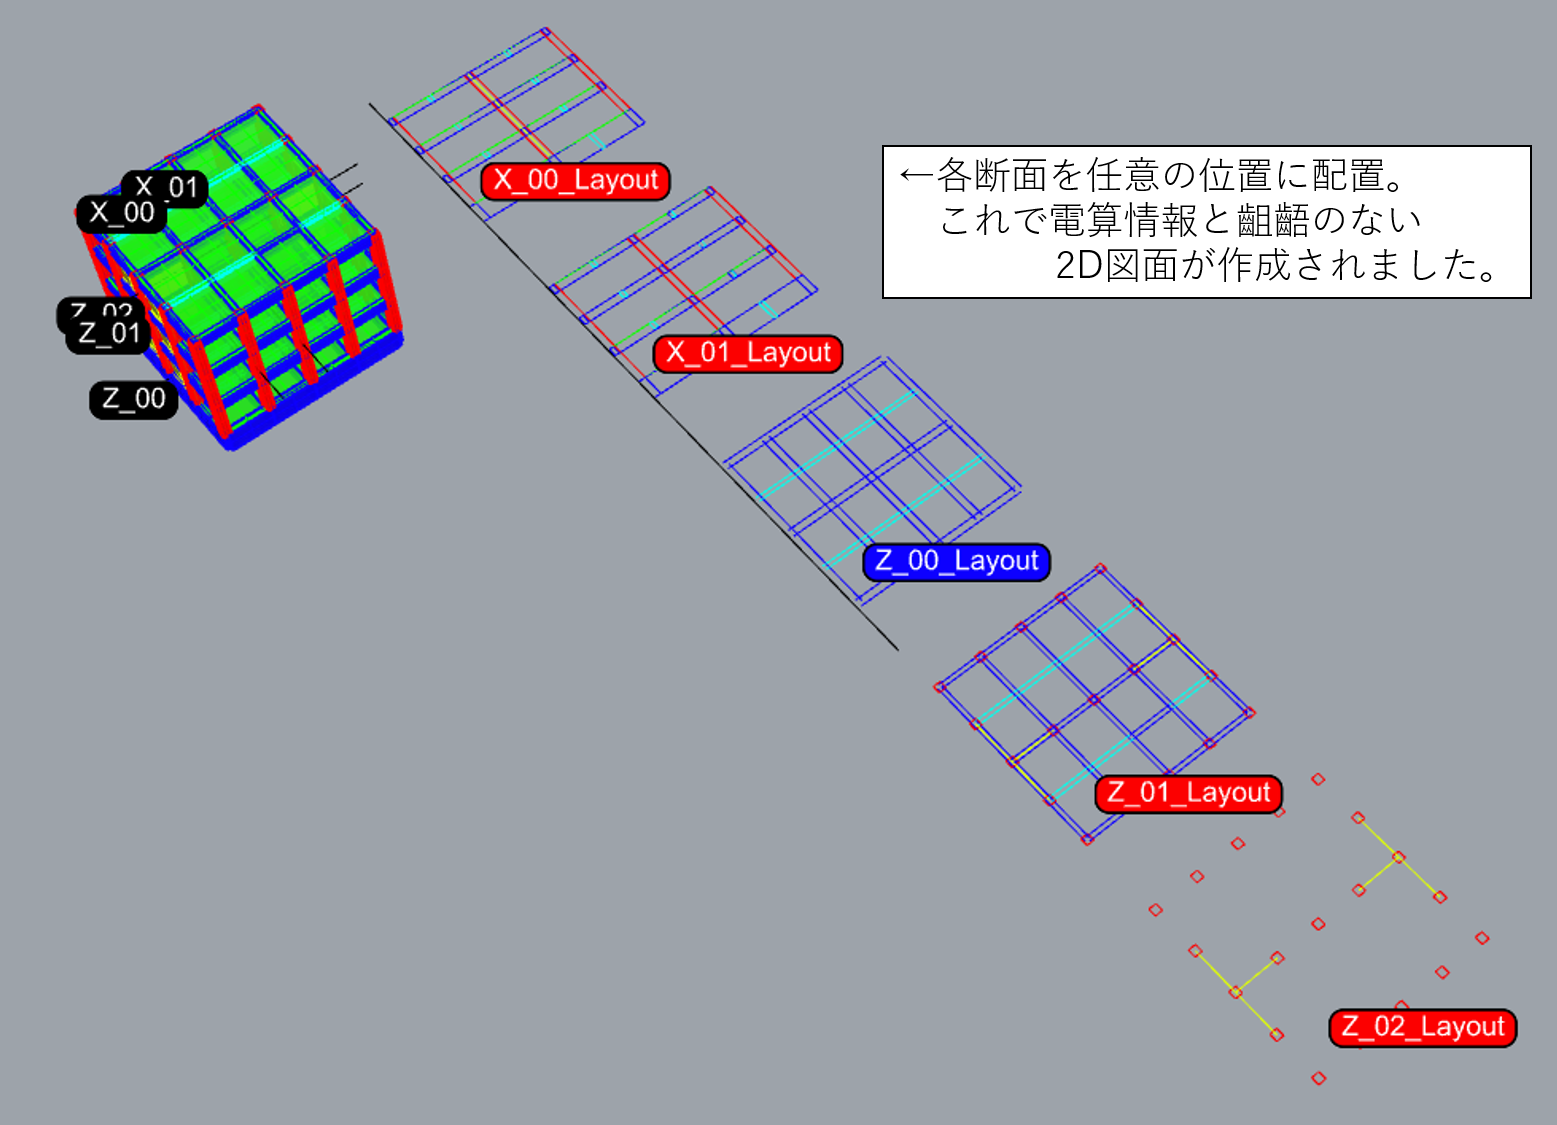 X_00_Layout
X_01
X_00
←各断面を任意の位置に配置。
これで電算情報と齟齬のない
2D図面が作成されました。
Z_02
Z_01
X_01_Layout
Z_00
Z_00_Layout
Z_01_Layout
Z_02_Layout